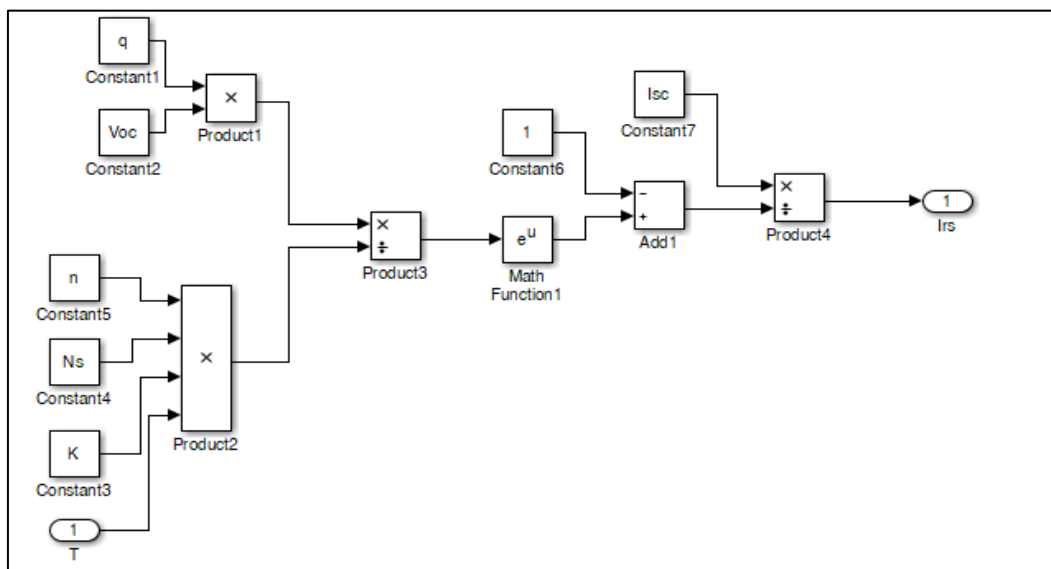 q
Constant1
Voc
Constant2
×
Product1
n
Constant5
Ns
Constant4
K
Constant3
1
T
×
Product2
×
÷
Product3
1
Constant6
e^u
Math
Function1
−
+
Add1
Isc
Constant7
×
÷
Product4
1
Irs